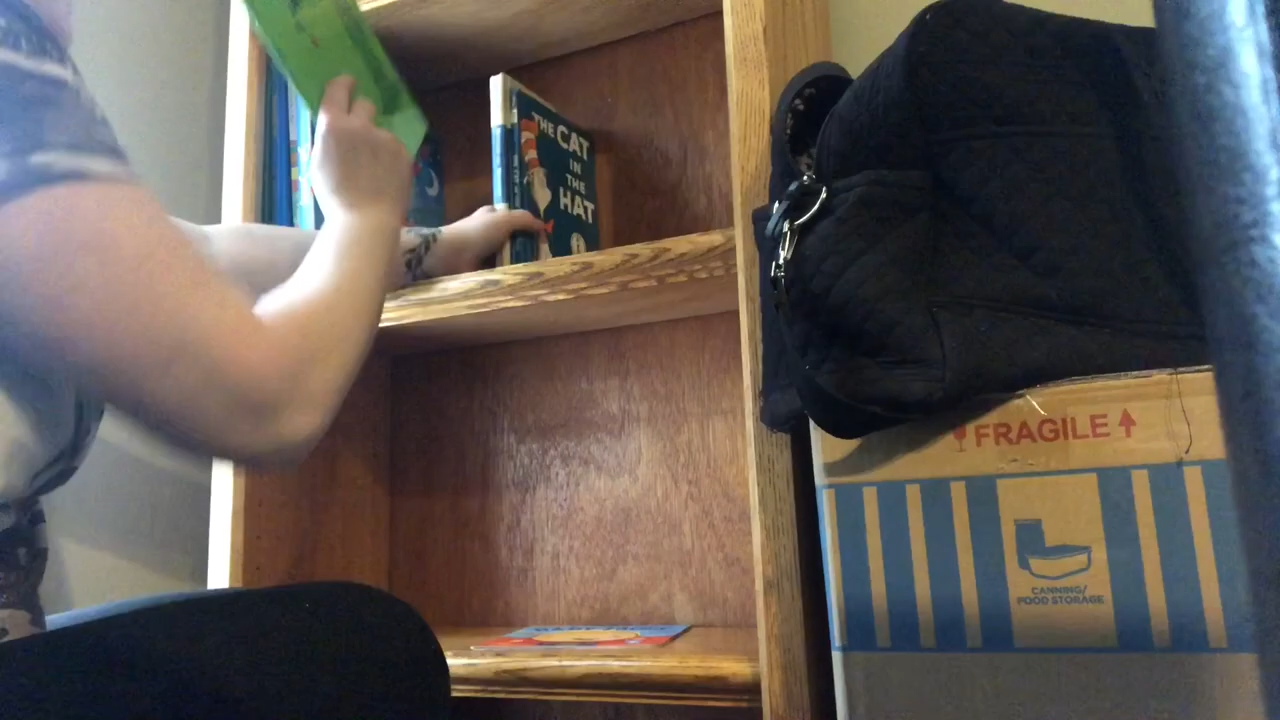 THE CAT
IN
THE
HAT
FRAGILE
CANNING/
FOOD STORAGE